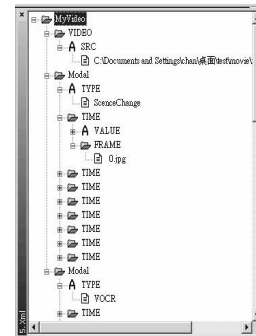 MyVideo
VIDEO
SRC
C:\Documents and Settings\chan\桌面\test\movie\
Modal
TYPE
ScenceChange
TIME
VALUE
FRAME
0.jpg
TIME
TIME
TIME
TIME
TIME
TIME
TIME
Modal
TYPE
VOCR
TIME
S. Xml